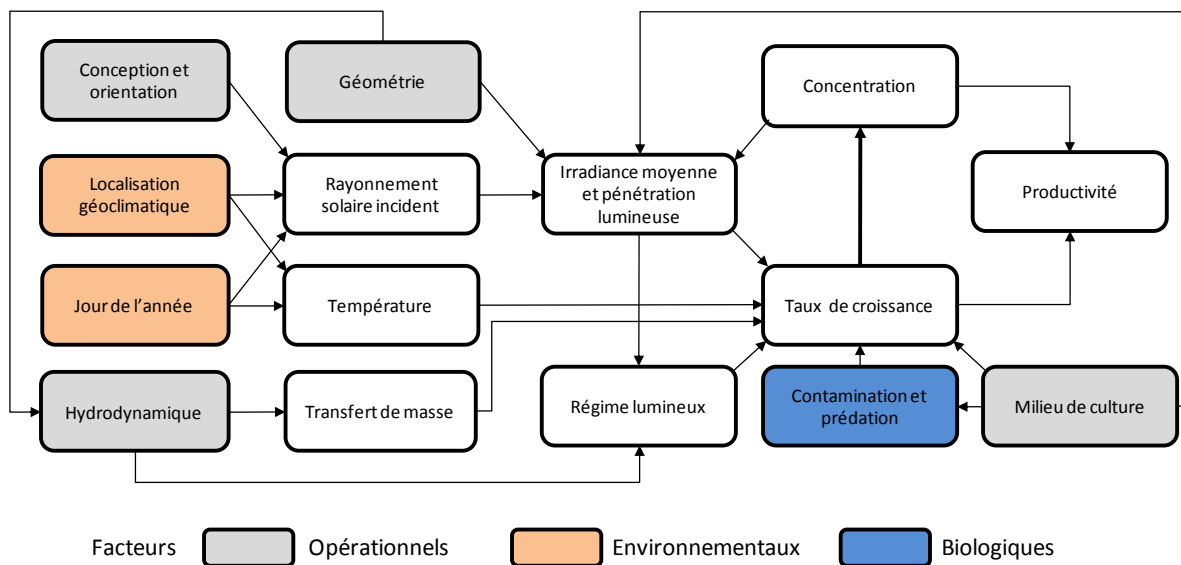 Conception et
orientation
Géométrie
Concentration
Localisation
géoclimatique
Rayonnement
solaire incident
Irradiance moyenne
et pénétration
lumineuse
Productivité
Jour de l'année
Température
Taux de croissance
Hydrodynamique
Transfert de masse
Régime lumineux
Contamination et
prédation
Milieu de culture
Facteurs
Opérationnels
Environnementaux
Biologiques